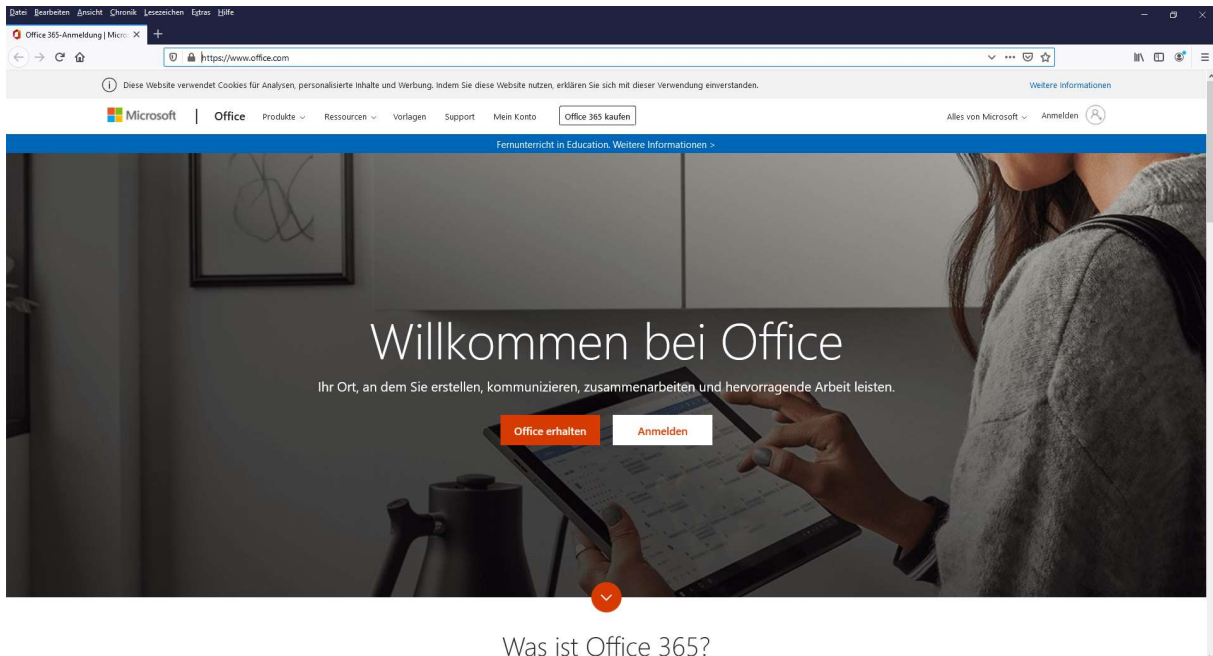 Datei Bearbeiten Ansicht Chronik Lesezeichen Extras Hilfe
Office 365-Anmeldung | Micro
https://www.office.com
Diese Website verwendet Cookies für Analysen, personalisierte Inhalte und Werbung. Indem Sie diese Website nutzen, erklären Sie sich mit dieser Verwendung einverstanden. Weitere Informationen
Microsoft | Office Produkte Ressourcen Vorlagen Support Mein Konto Office 365 kaufen Alles von Microsoft Anmelden
Fernunterricht in Education. Weitere Informationen >
Willkommen bei Office
Ihr Ort, an dem Sie erstellen, kommunizieren, zusammenarbeiten und hervorragende Arbeit leisten.
Office erhalten Anmelden
Was ist Office 365?